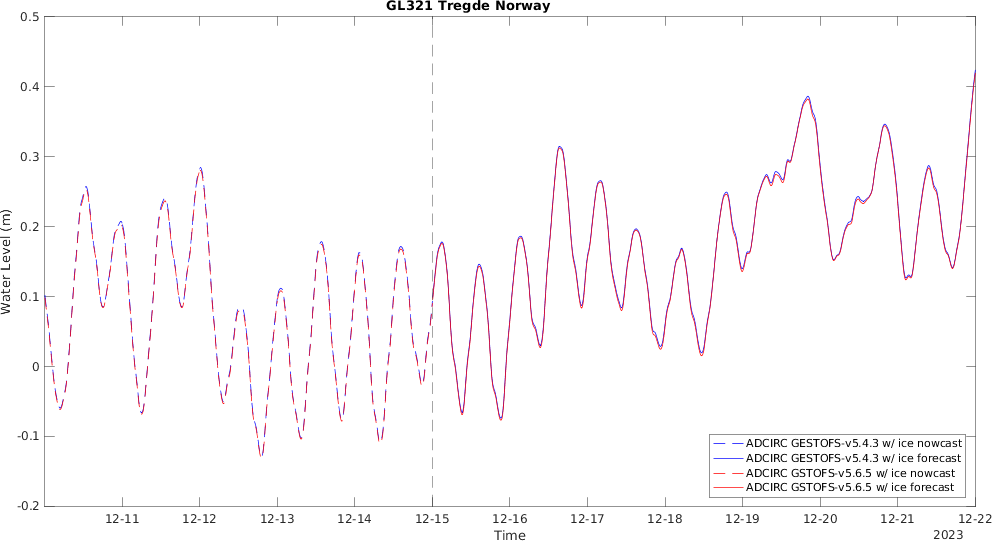 GL321 Tregde Norway
0.5
0.4
0.3
0.2
0.1
0
-0.1
-0.2
Water Level (m)
ADCIRC GESTOFS-v5.4.3 w/ ice nowcast
ADCIRC GESTOFS-v5.4.3 w/ ice forecast
ADCIRC GSTOFS-v5.6.5 w/ ice nowcast
ADCIRC GSTOFS-v5.6.5 w/ ice forecast
12-11 12-12 12-13 12-14 12-15 12-16 12-17 12-18 12-19 12-20 12-21 12-22
Time
2023